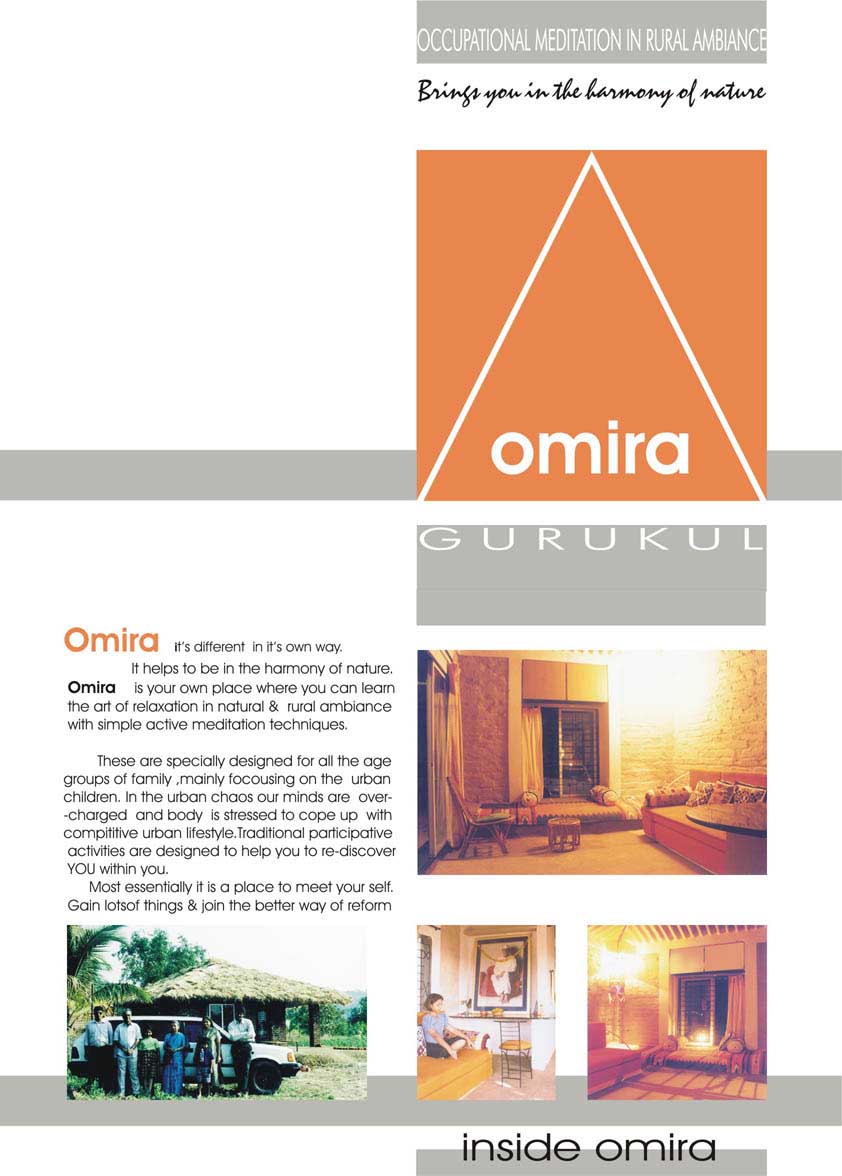 OCCUPATIONAL MEDITATION IN RURAL AMBIANCE
Brings you in the harmony of nature
omira
GURUKUL
Omira it's different in it's own way.
It helps to be in the harmony of nature.
Omira is your own place where you can learn
the art of relaxation in natural & rural ambiance
with simple active meditation techniques.
These are specially designed for all the age
groups of family ,mainly focousing on the urban
children. In the urban chaos our minds are over-
-charged and body is stressed to cope up with
compititive urban lifestyle.Traditional participative
activities are designed to help you to re-discover
YOU within you.
Most essentially it is a place to meet your self.
Gain lotsof things & join the better way of reform
inside omira